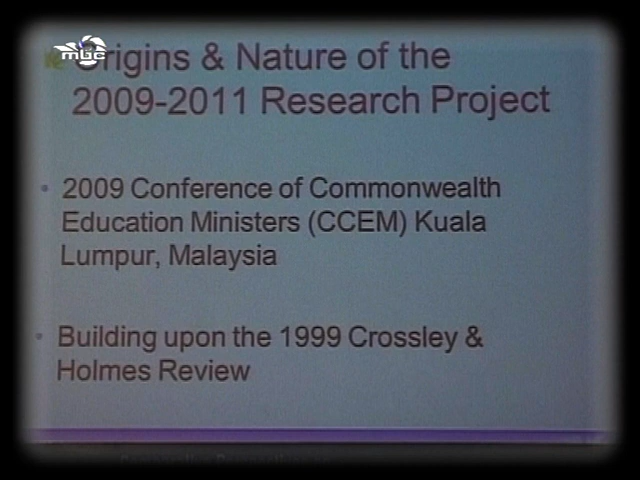 mbc
Origins & Nature of the
2009-2011 Research Project
• 2009 Conference of Commonwealth
Education Ministers (CCEM) Kuala
Lumpur, Malaysia
• Building upon the 1999 Crossley &
Holmes Review